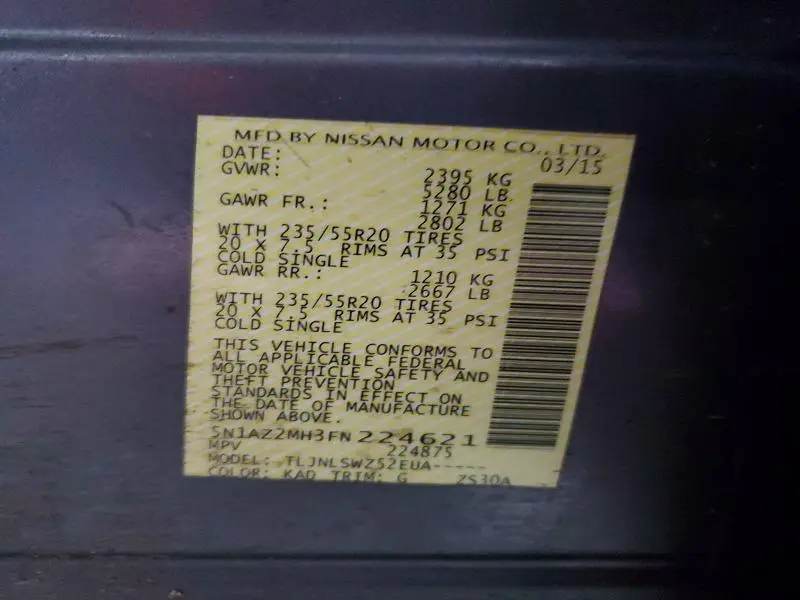 MFD BY NISSAN MOTOR CO., LTD.
DATE: 03/15
GVWR: 2395 KG
5280 LB
GAWR FR.: 1271 KG
2802 LB
WITH 235/55R20 TIRES
20 X 7.5 RIMS AT 35 PSI
COLD SINGLE
GAWR RR.: 1210 KG
2667 LB
WITH 235/55R20 TIRES
20 X 7.5 RIMS AT 35 PSI
COLD SINGLE
THIS VEHICLE CONFORMS TO
ALL APPLICABLE FEDERAL
MOTOR VEHICLE SAFETY AND
THEFT PREVENTION
STANDARDS IN EFFECT ON
THE DATE OF MANUFACTURE
SHOWN ABOVE.
5N1AZ2MH3FN224621
MPV 224875
MODEL: TLJNLSWZ52EUA-----
COLOR: KAD TRIM: G ZS30A